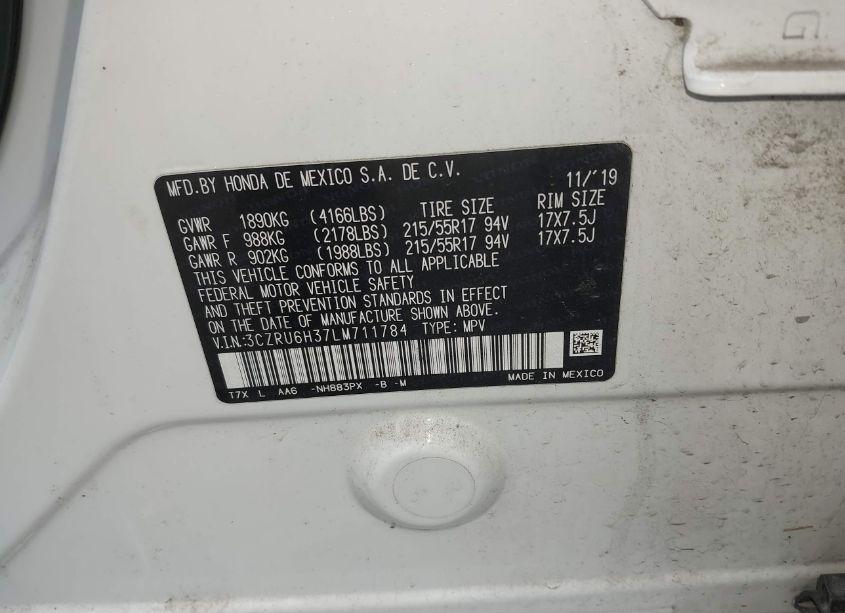 MFD.BY HONDA DE MEXICO S.A. DE C.V. 11/'19
TIRE SIZE RIM SIZE
GVWR 1890KG (4166LBS)
GAWR F 988KG (2178LBS) 215/55R17 94V 17X7.5J
GAWR R 902KG (1988LBS) 215/55R17 94V 17X7.5J
THIS VEHICLE CONFORMS TO ALL APPLICABLE
FEDERAL MOTOR VEHICLE SAFETY
AND THEFT PREVENTION STANDARDS IN EFFECT
ON THE DATE OF MANUFACTURE SHOWN ABOVE.
V.I.N:3CZRU6H37LM711784 TYPE: MPV
T7X L AA6 -NH883PX -B -M MADE IN MEXICO